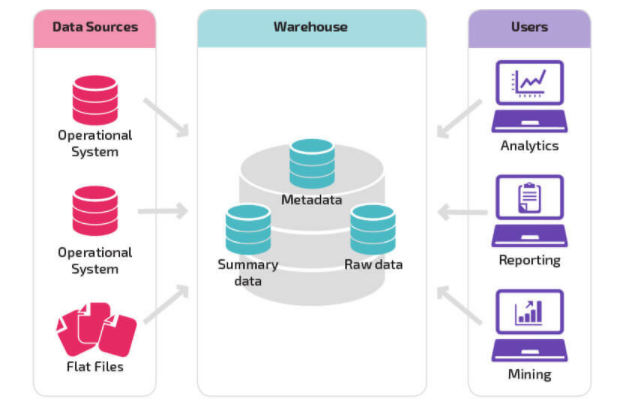 Data Sources
Operational
System
Operational
System
Flat Files
Warehouse
Metadata
Summary
data
Raw data
Users
Analytics
Reporting
Mining